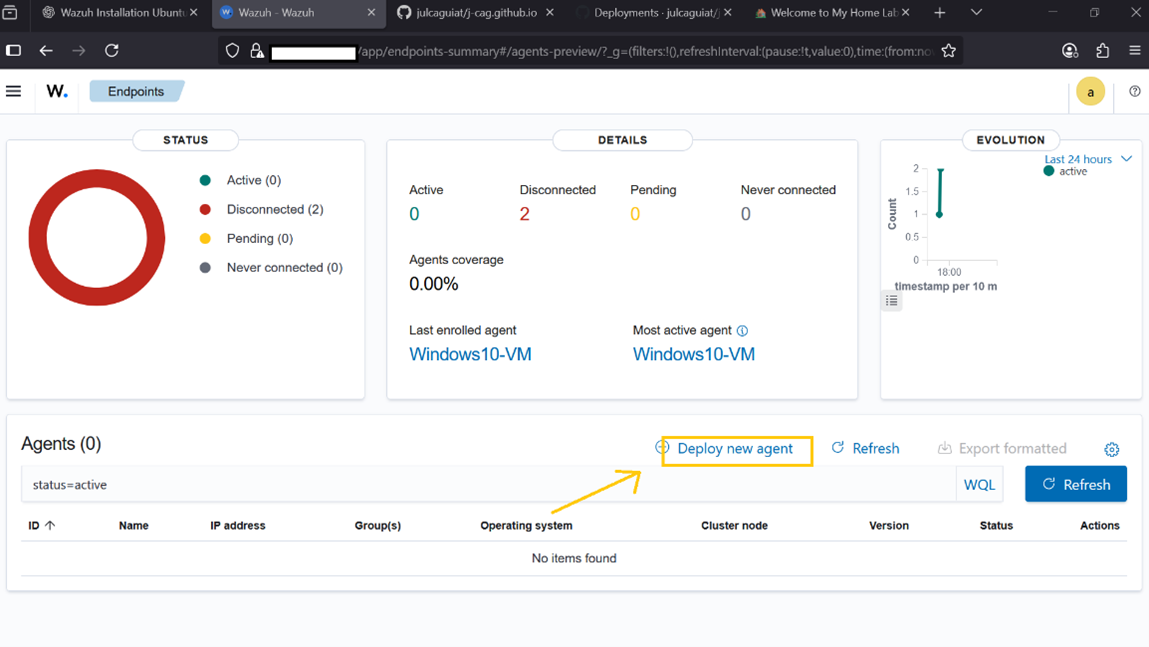 Wazuh Installation Ubuntu
Wazuh - Wazuh
julcaguiat/j-cag.github.io
Deployments · julcaguiat/j
Welcome to My Home Lab
/app/endpoints-summary#/agents-preview/?_g=(filters:!(),refreshInterval:(pause:!t,value:0),time:(from:now
W.
Endpoints
a
STATUS
Active (0)
Disconnected (2)
Pending (0)
Never connected (0)
DETAILS
Active
Disconnected
Pending
Never connected
0
2
0
0
Agents coverage
0.00%
Last enrolled agent
Most active agent
Windows10-VM
Windows10-VM
EVOLUTION
Last 24 hours
active
Count
2
1.5
1
0.5
0
18:00
timestamp per 10 m
Agents (0)
Deploy new agent
Refresh
Export formatted
status=active
WQL
Refresh
ID Name IP address Group(s) Operating system Cluster node Version Status Actions
No items found